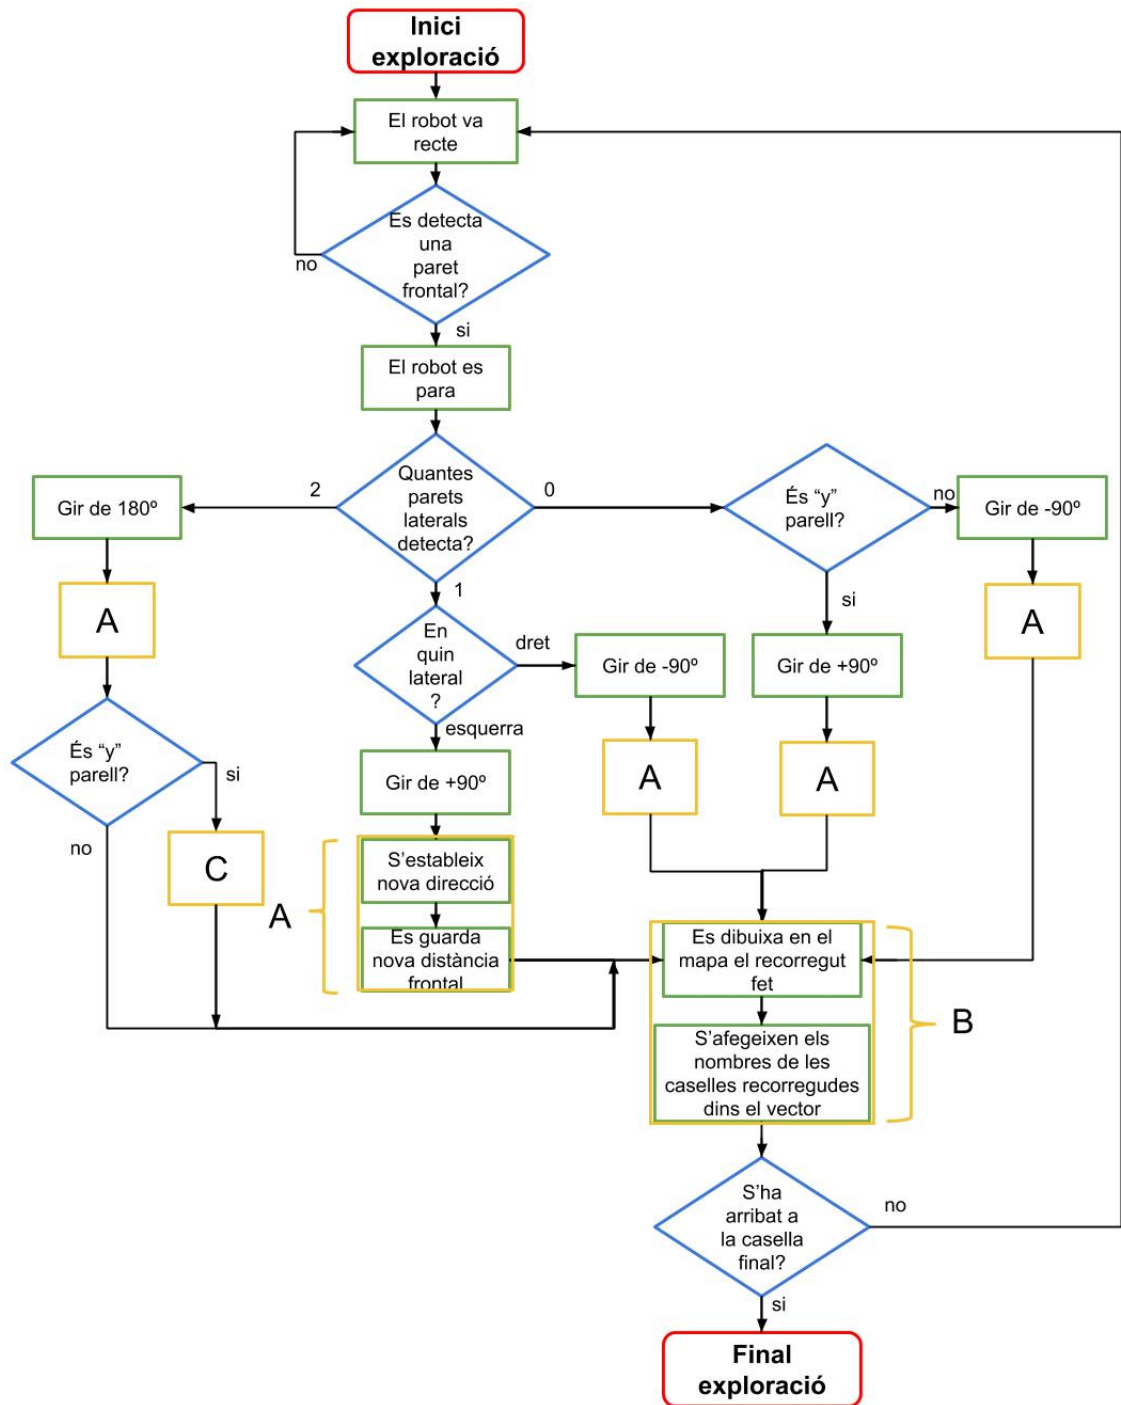 Inici
exploració
El robot va
recte
Es detecta
una
paret
frontal?
no
si
El robot es
para
Quantes
parets
laterals
detecta?
2
0
1
Gir de 180º
A
És “y”
parell?
si
no
C
En
quin
lateral
?
dret
esquerra
Gir de +90º
A
S’estableix
nova direcció
Es guarda
nova distància
frontal
Gir de -90º
A
És “y”
parell?
no
si
Gir de +90º
A
Gir de -90º
A
Es dibuixa en el
mapa el recorregut
fet
S’afegeixen els
nombres de les
caselles recorregudes
dins el vector
B
S’ha
arribat a
la casella
final?
no
si
Final
exploració